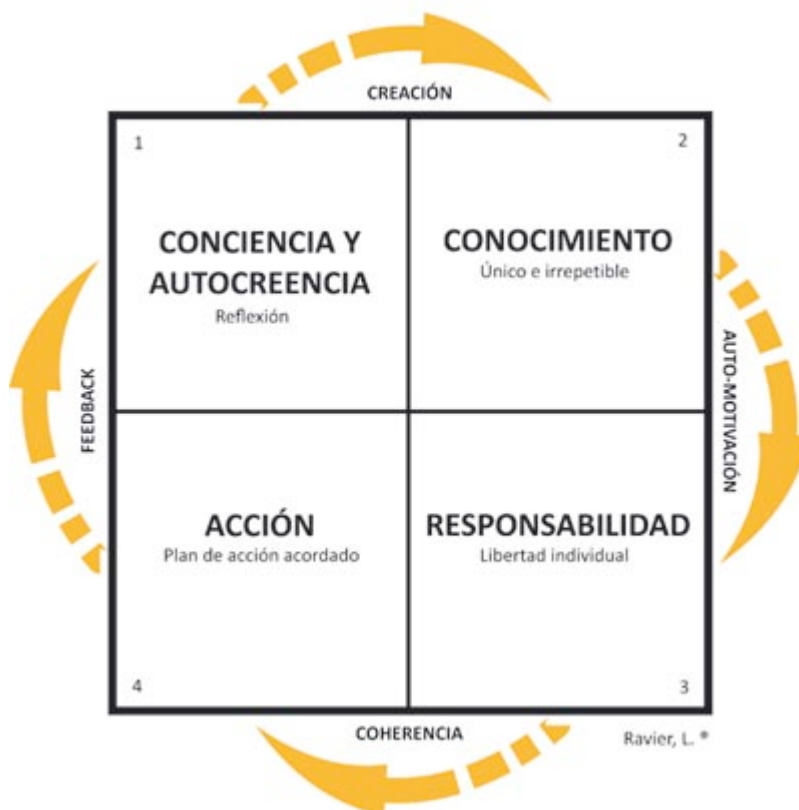 CREACIÓN
1
2
CONCIENCIA Y
AUTOCREENCIA
Reflexión
CONOCIMIENTO
Único e irrepetible
FEEDBACK
AUTO-MOTIVACIÓN
ACCIÓN
Plan de acción acordado
RESPONSABILIDAD
Libertad individual
4
3
COHERENCIA
Ravier, L. ®